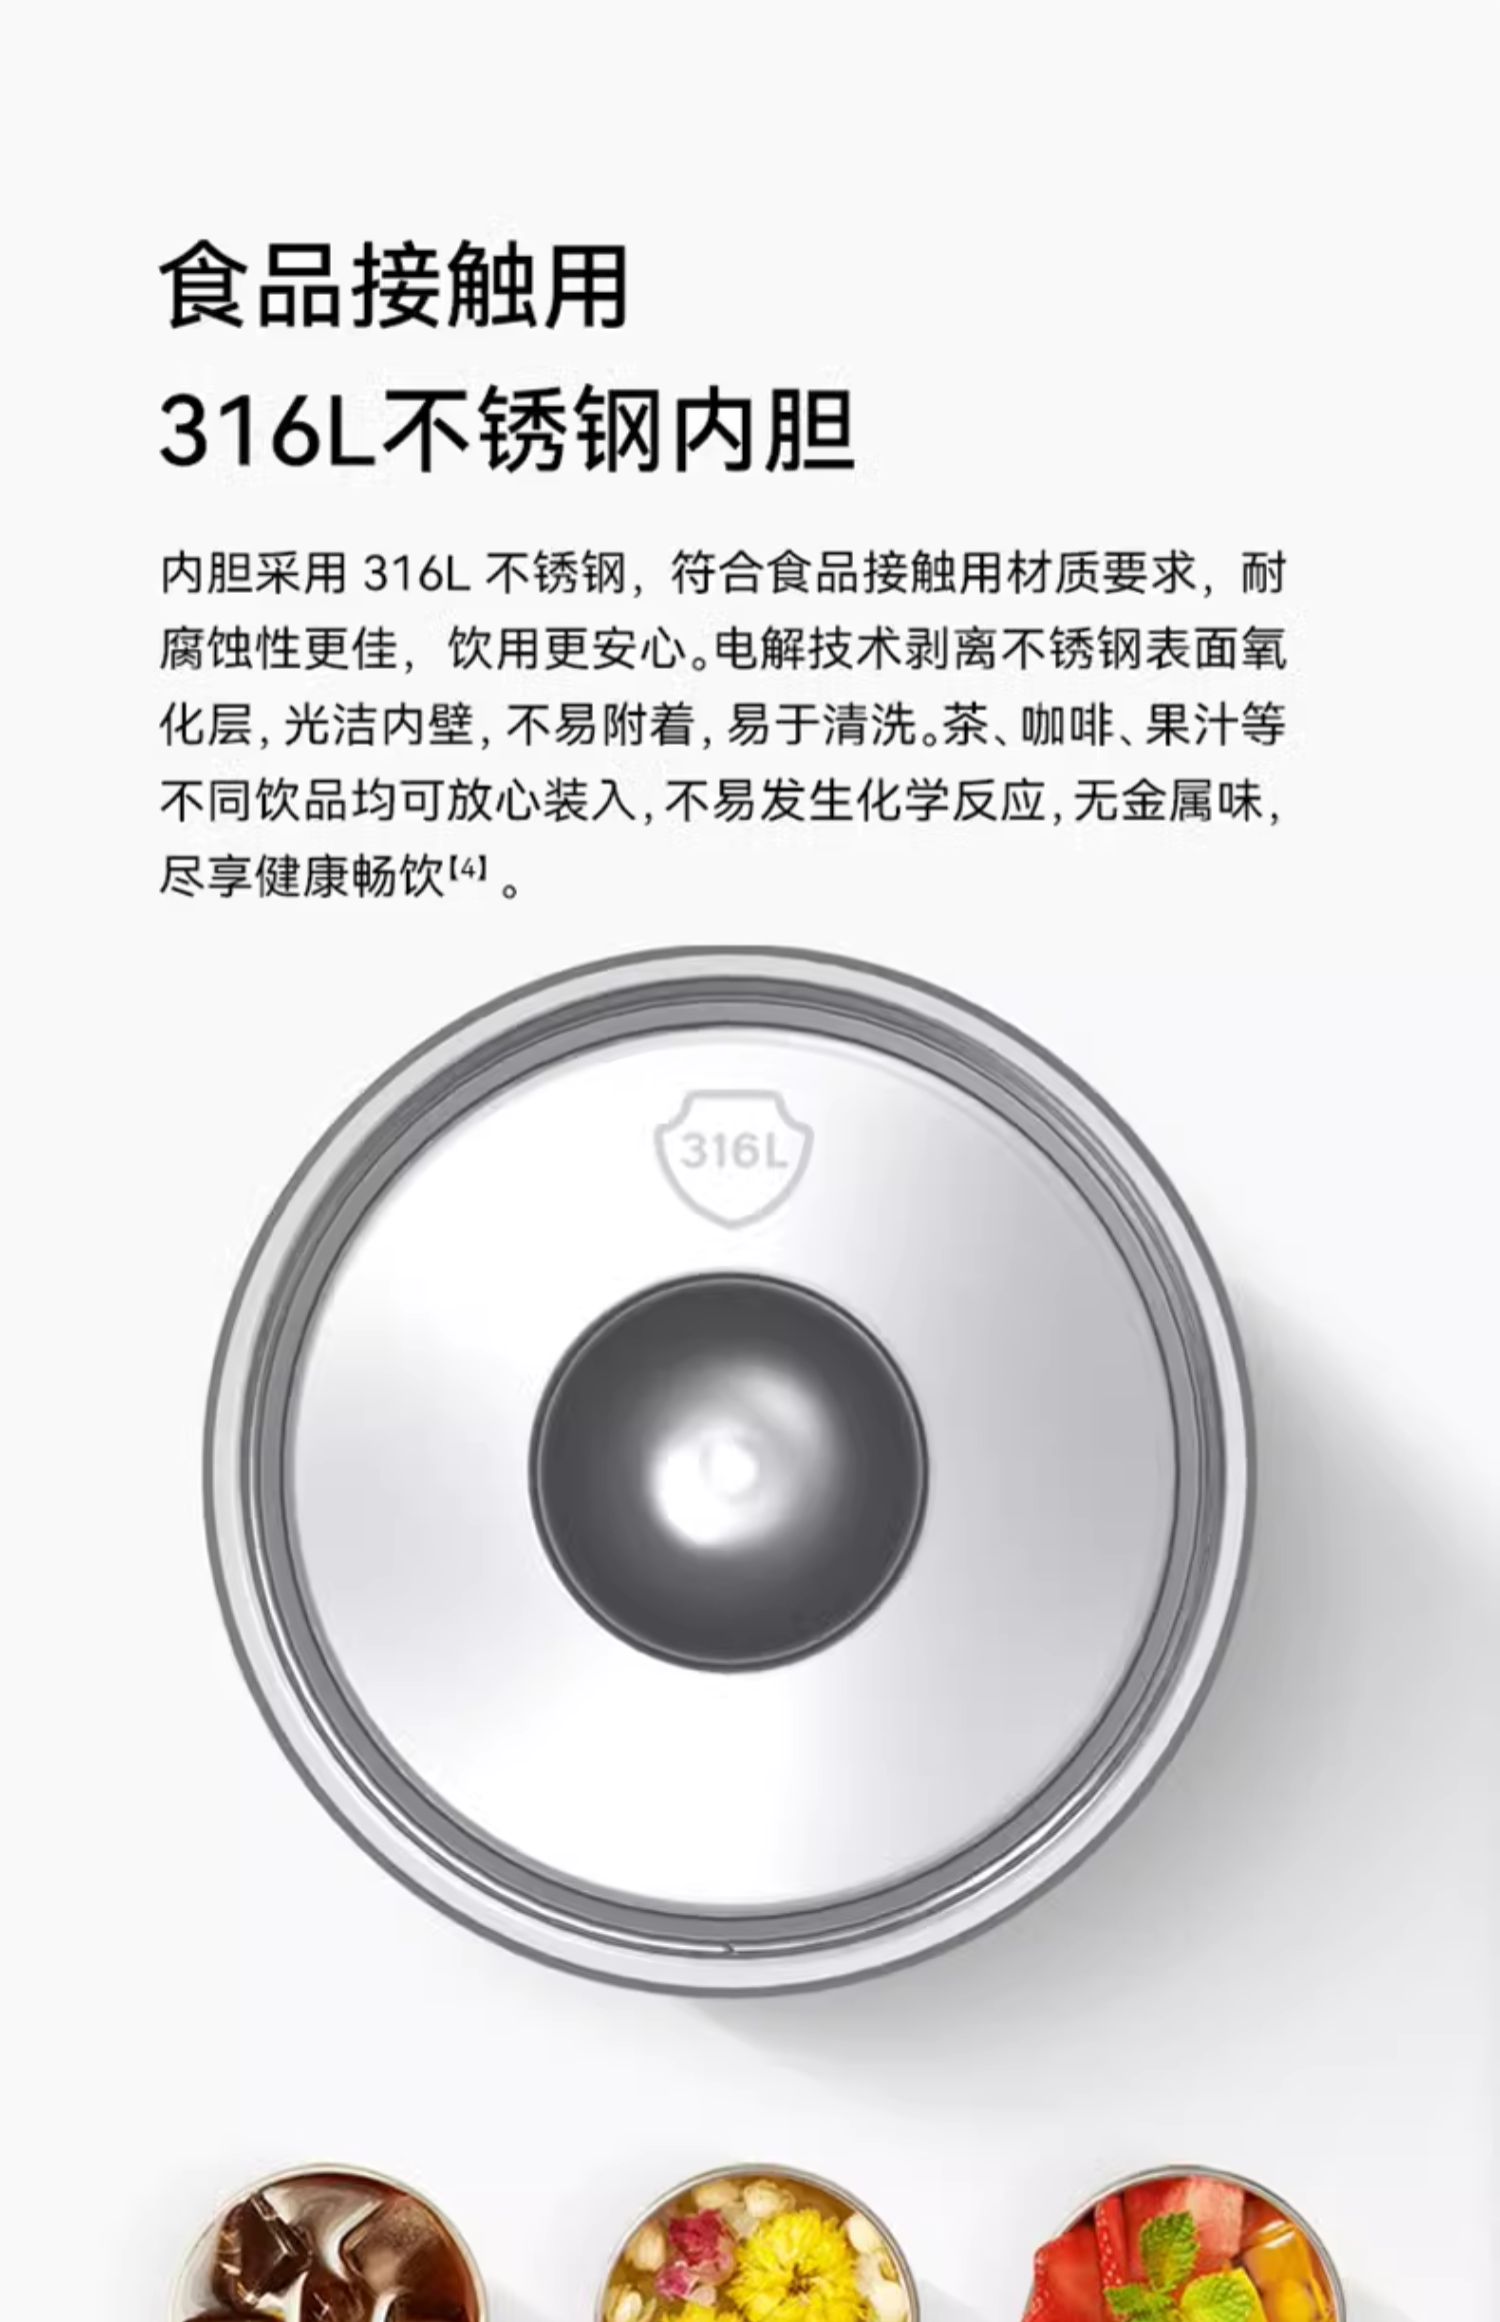 食品接触用
316L不锈钢内胆
内胆采用 316L 不锈钢，符合食品接触用材质要求，耐
腐蚀性更佳，饮用更安心。电解技术剥离不锈钢表面氧
化层，光洁内壁，不易附着，易于清洗。茶、咖啡、果汁等
不同饮品均可放心装入，不易发生化学反应，无金属味，
尽享健康畅饮【4】。
316L